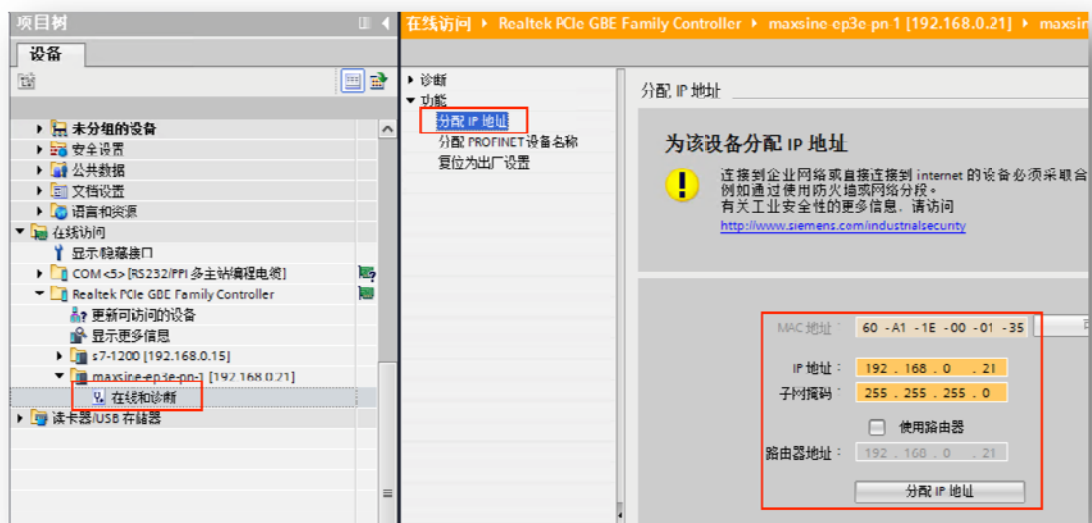 项目树
设备
未分组的设备
安全设置
公共数据
文档设置
语言和资源
在线访问
显示/隐藏接口
COM <5> [RS232/PPI 多主站编程电缆]
Realtek PCIe GBE Family Controller
更新可访问的设备
显示更多信息
s7-1200 [192.168.0.15]
maxsine-ep3e-pn-1 [192.168.0.21]
在线和诊断
读卡器/USB 存储器
在线访问 ▸ Realtek PCIe GBE Family Controller ▸ maxsine-ep3e-pn-1 [192.168.0.21] ▸ maxsin
诊断
功能
分配 IP 地址
分配 PROFINET 设备名称
复位为出厂设置
分配 IP 地址
为该设备分配 IP 地址
连接到企业网络或直接连接到 internet 的设备必须采取合
例如通过使用防火墙或网络分段。
有关工业安全性的更多信息，请访问
http://www.siemens.com/industrialsecurity
MAC 地址： 60 -A1 -1E -00 -01 -35
IP 地址： 192 . 168 . 0 . 21
子网掩码： 255 . 255 . 255 . 0
使用路由器
路由器地址： 192 . 168 . 0 . 21
分配 IP 地址